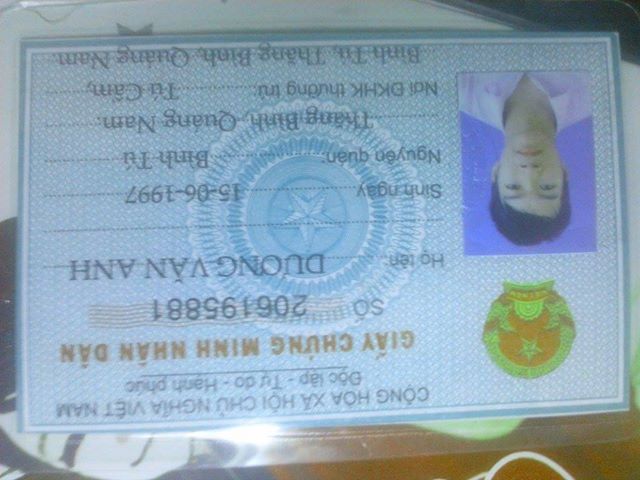 CỘNG HÒA XÃ HỘI CHỦ NGHĨA VIỆT NAM
Độc lập - Tự do - Hạnh phúc
GIẤY CHỨNG MINH NHÂN DÂN
SỐ 206195881
Họ tên: DƯƠNG VĂN ANH
Sinh ngày 15-06-1997
Nguyên quán: Bình Tú
Thăng Bình, Quảng Nam.
Nơi ĐKHK thường trú: Tú Cẩm,
Bình Tú, Thăng Bình, Quảng Nam